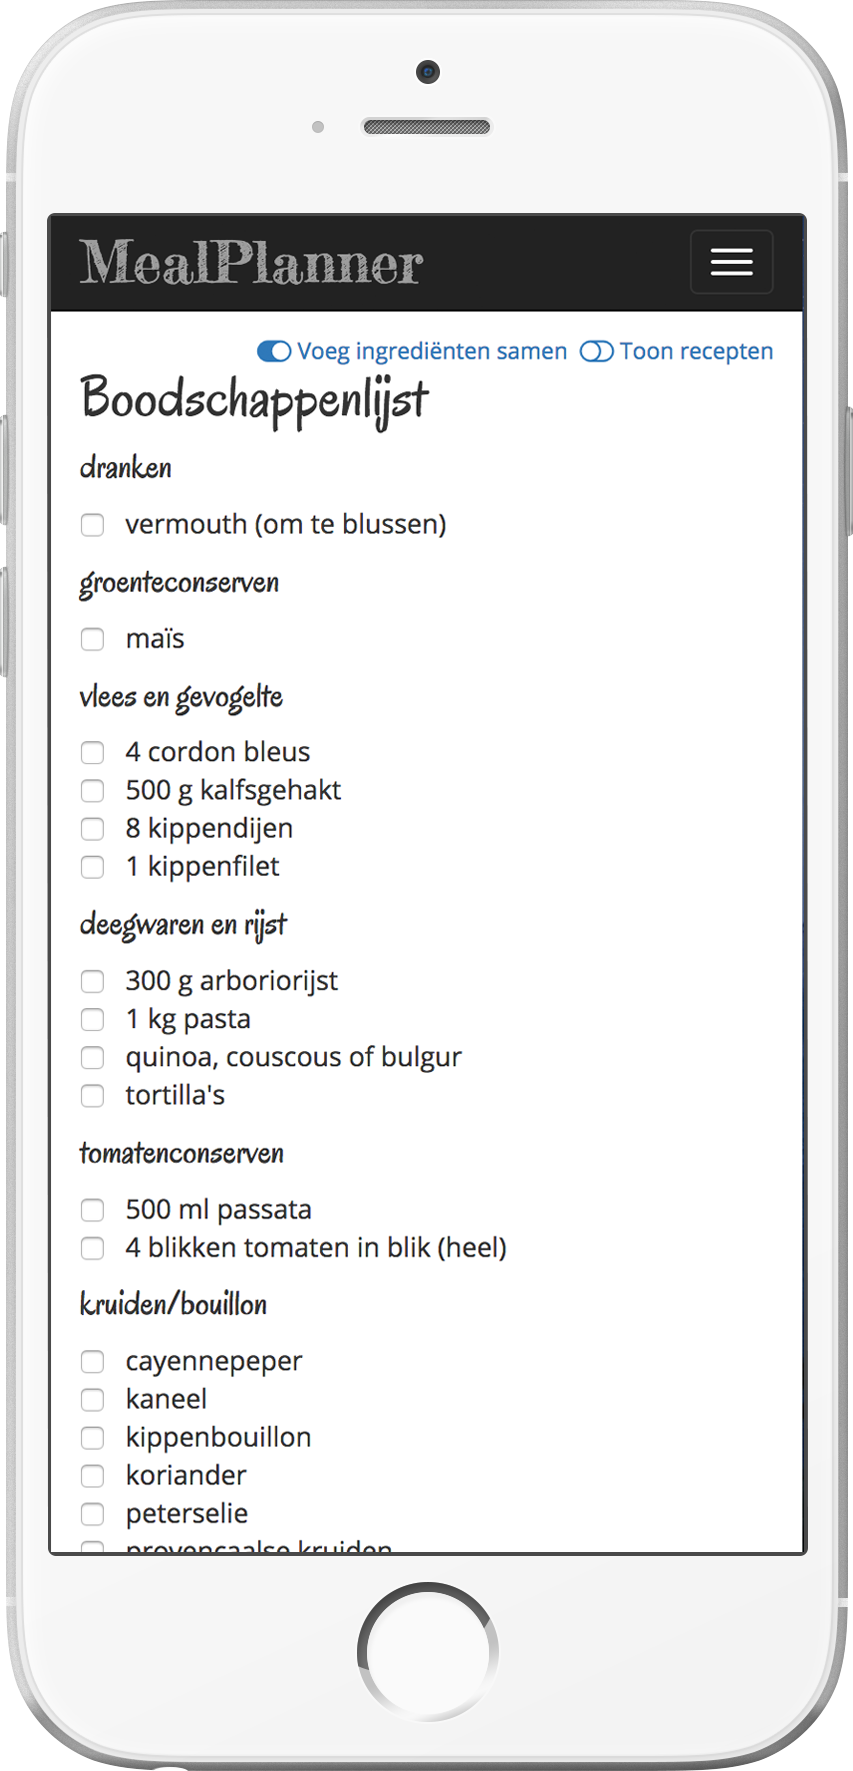 MealPlanner
Voeg ingrediënten samen Toon recepten
Boodschappenlijst
dranken
vermouth (om te blussen)
groenteconserven
maïs
vlees en gevogelte
4 cordon bleus
500 g kalfsgehakt
8 kippendijen
1 kippenfilet
deegwaren en rijst
300 g arboriorijst
1 kg pasta
quinoa, couscous of bulgur
tortilla's
tomatenconserven
500 ml passata
4 blikken tomaten in blik (heel)
kruiden/bouillon
cayennepeper
kaneel
kippenbouillon
koriander
peterselie
provencaalse kruiden